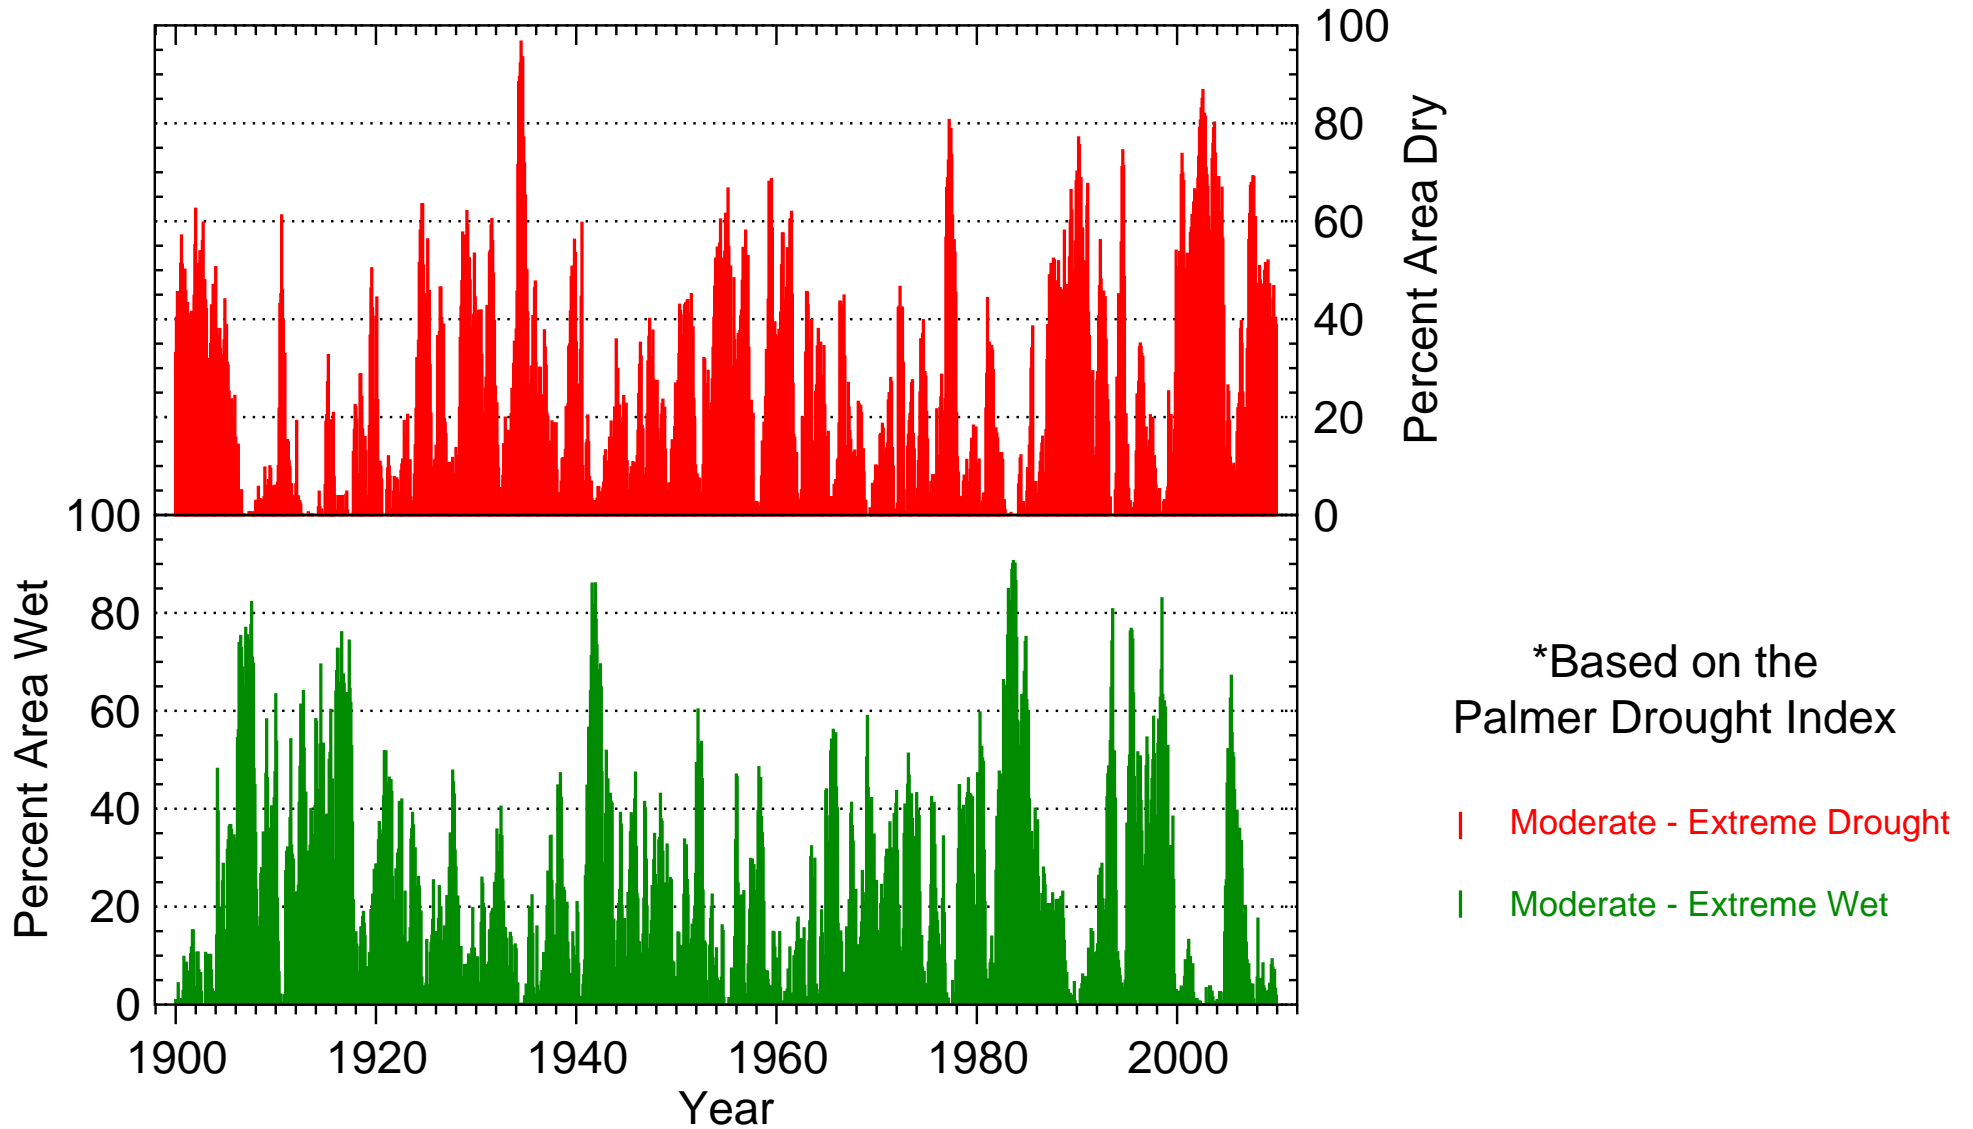 100
80
60
40
20
0
Percent Area Dry
100
80
60
40
20
0
Percent Area Wet
1900 1920 1940 1960 1980 2000
Year
*Based on the
Palmer Drought Index
Moderate - Extreme Drought
Moderate - Extreme Wet